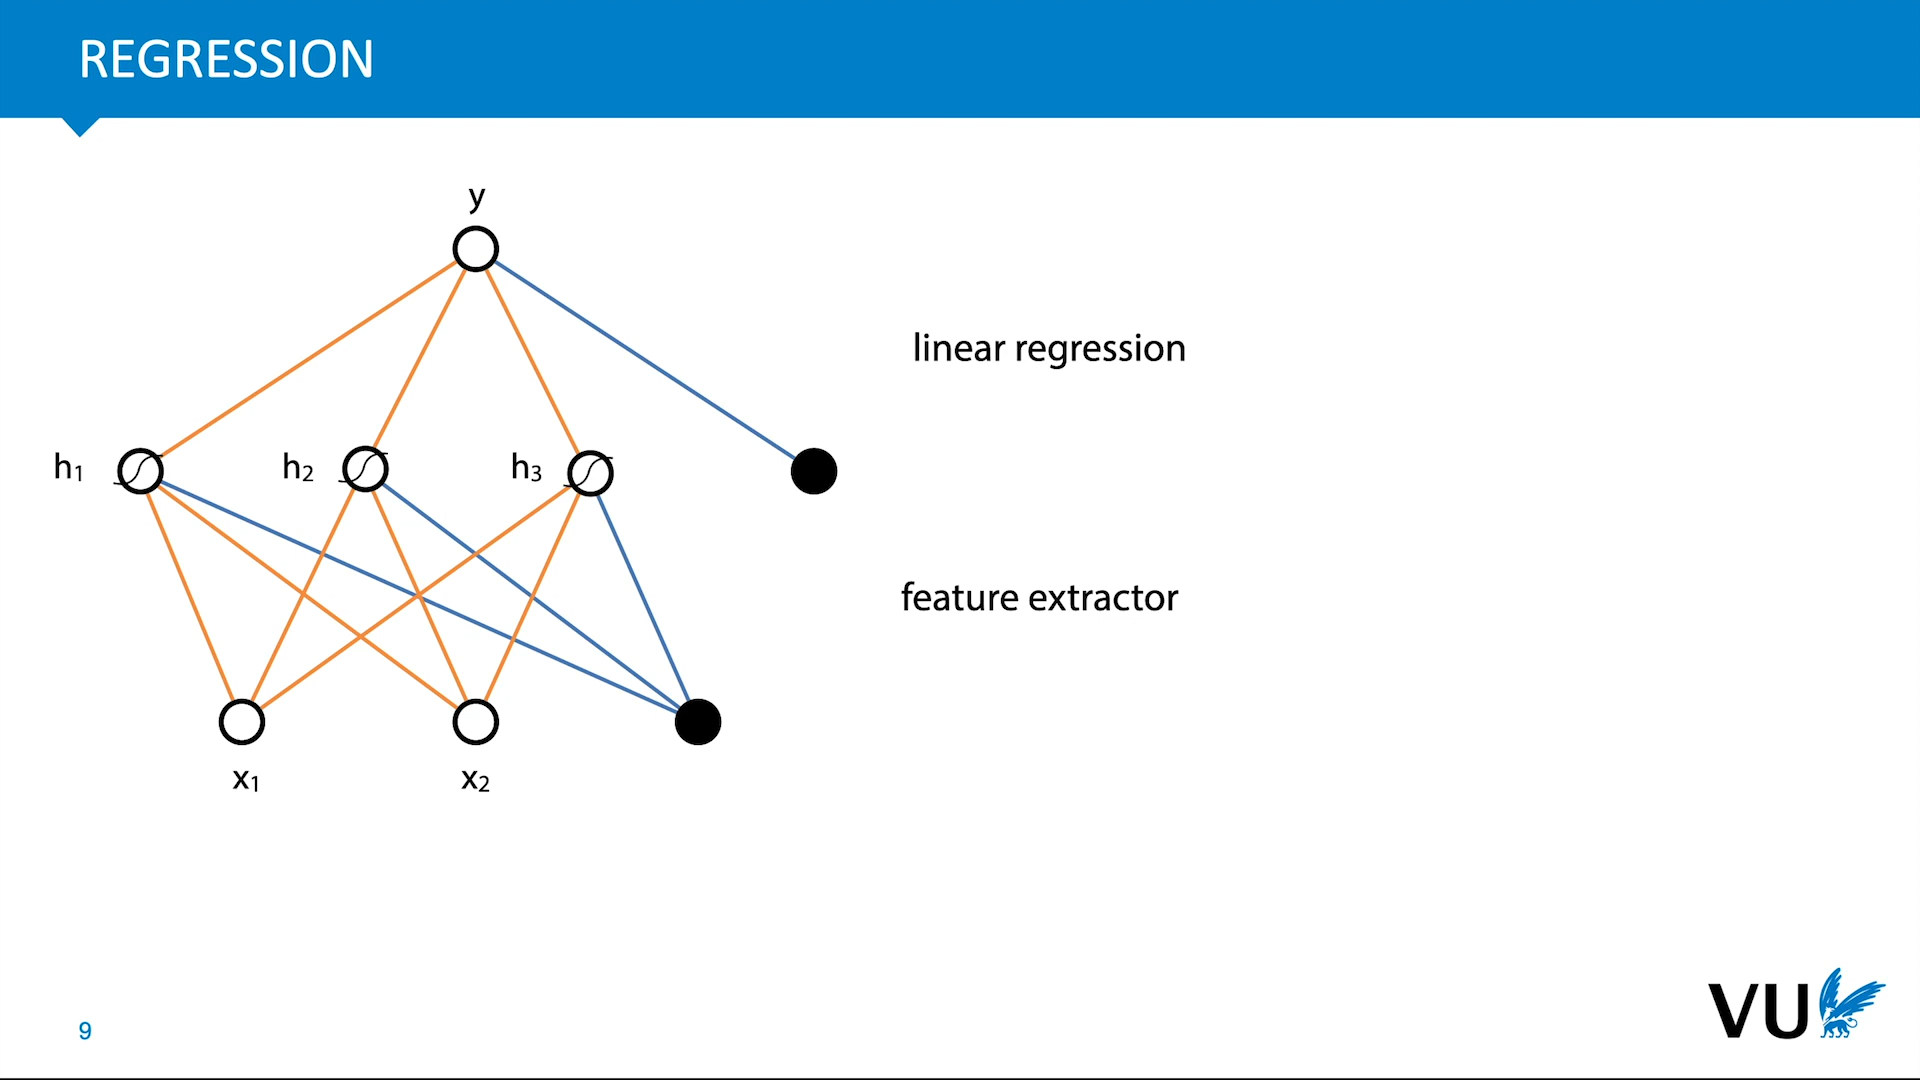 REGRESSION
y
linear regression
h₁ h₂ h₃
feature extractor
x₁ x₂
9
VU